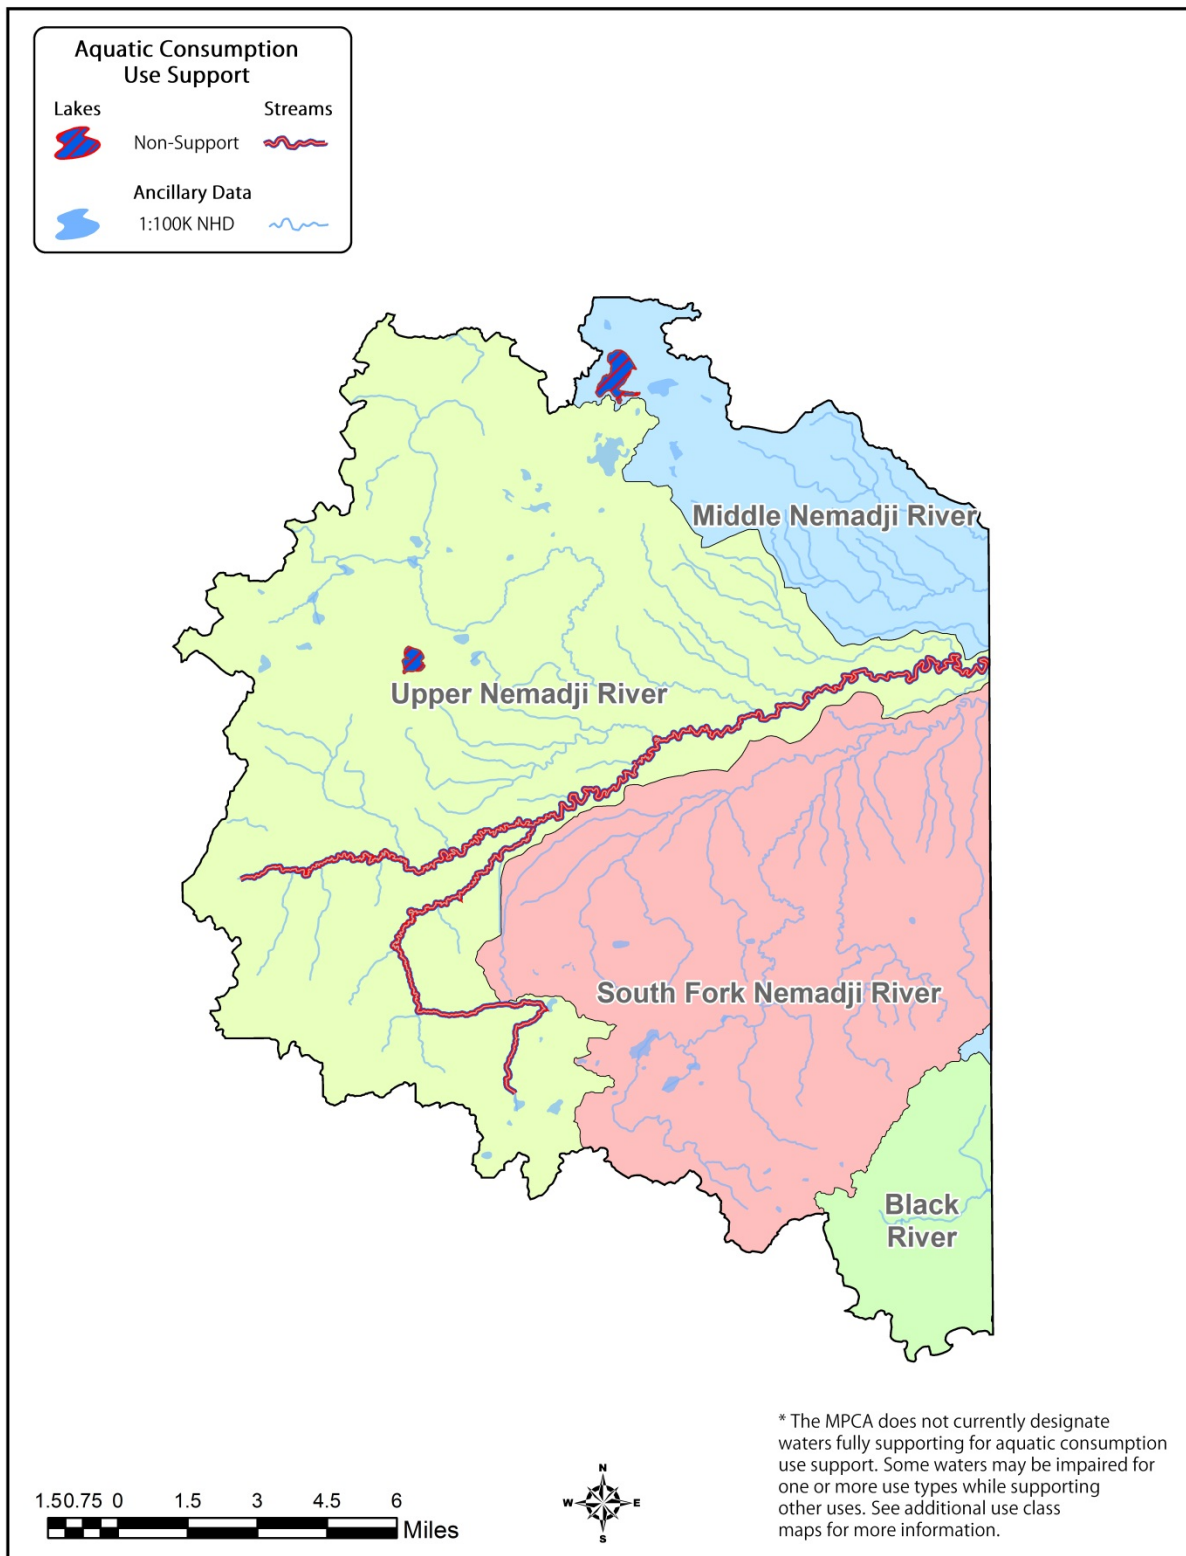 Aquatic Consumption
Use Support
Lakes Streams
Non-Support
Ancillary Data
1:100K NHD
Middle Nemadji River
Upper Nemadji River
South Fork Nemadji River
Black
River
* The MPCA does not currently designate
waters fully supporting for aquatic consumption
use support. Some waters may be impaired for
one or more use types while supporting
other uses. See additional use class
maps for more information.
N
W E
S
1.5 0.75 0 1.5 3 4.5 6
Miles